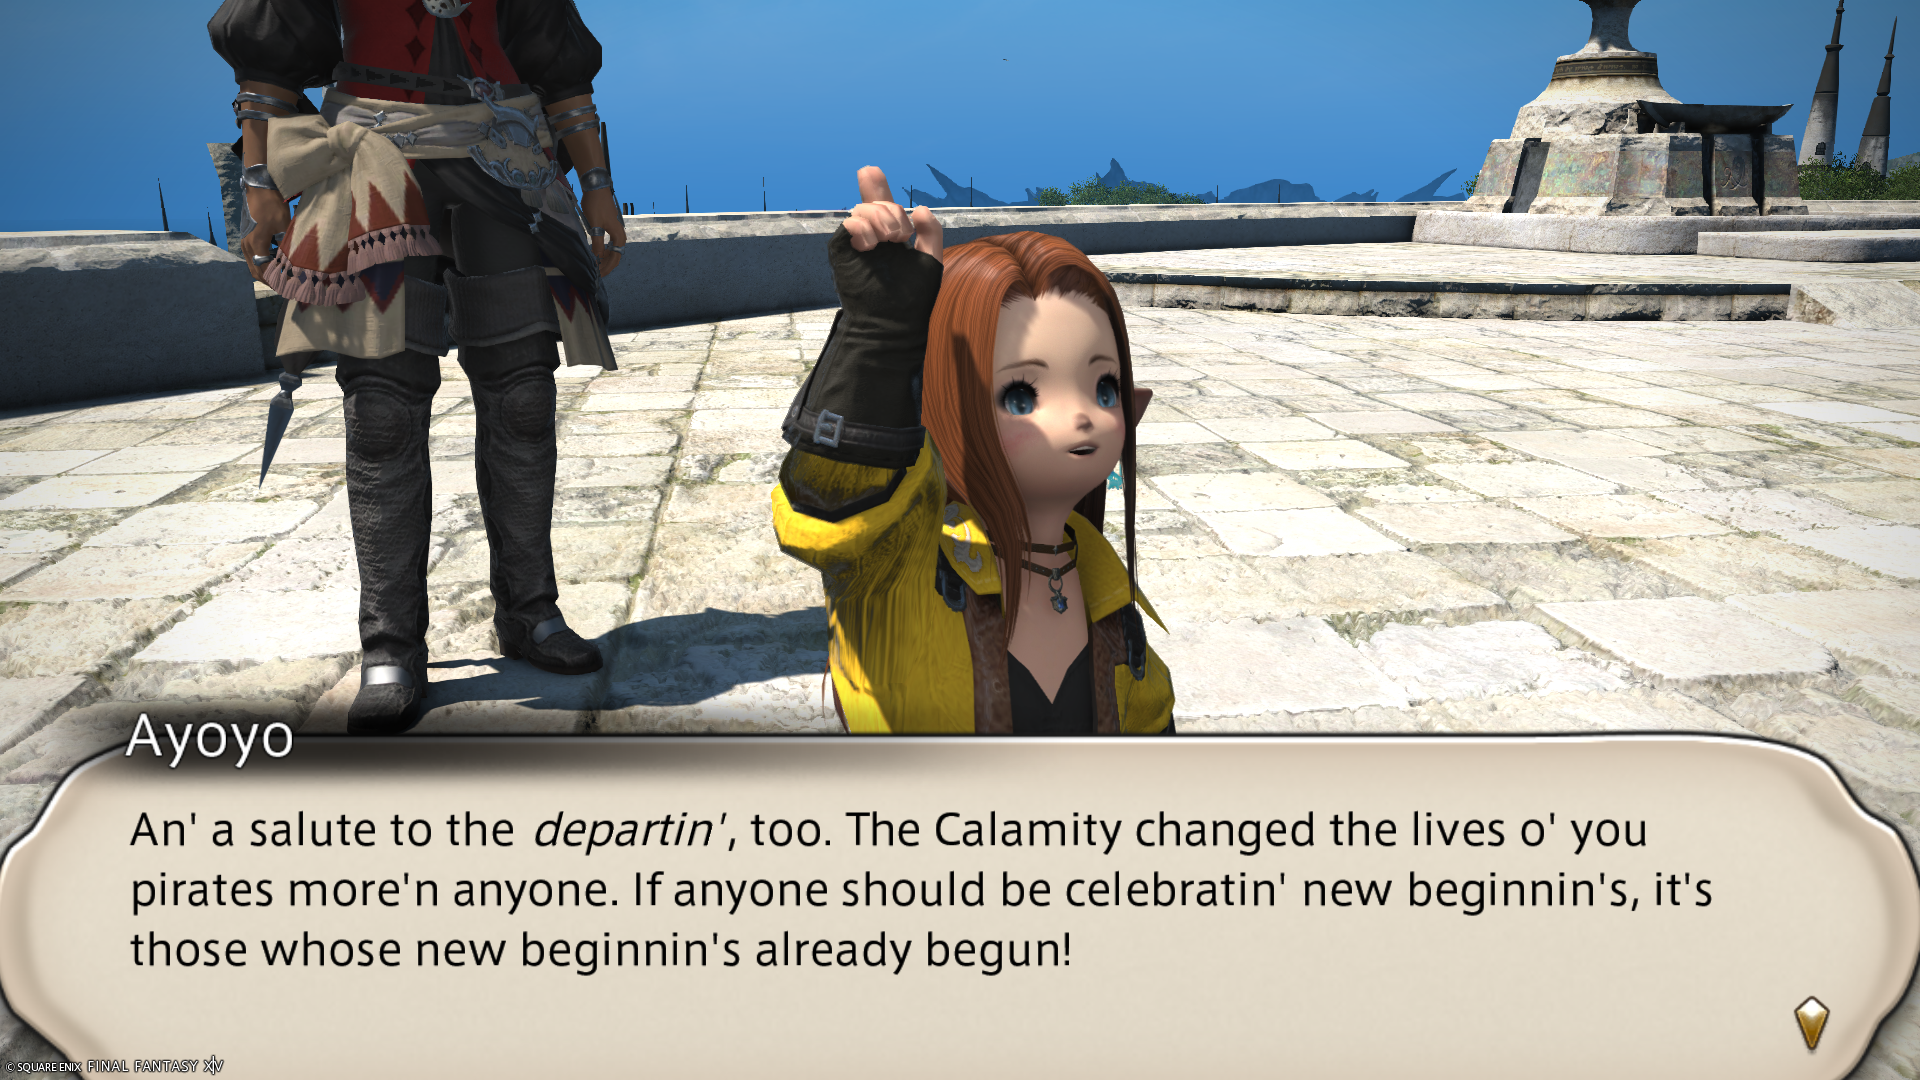 Ayoyo
An' a salute to the departin', too. The Calamity changed the lives o' you
pirates more'n anyone. If anyone should be celebratin' new beginnin's, it's
those whose new beginnin's already begun!
© SQUARE ENIX FINAL FANTASY XIV